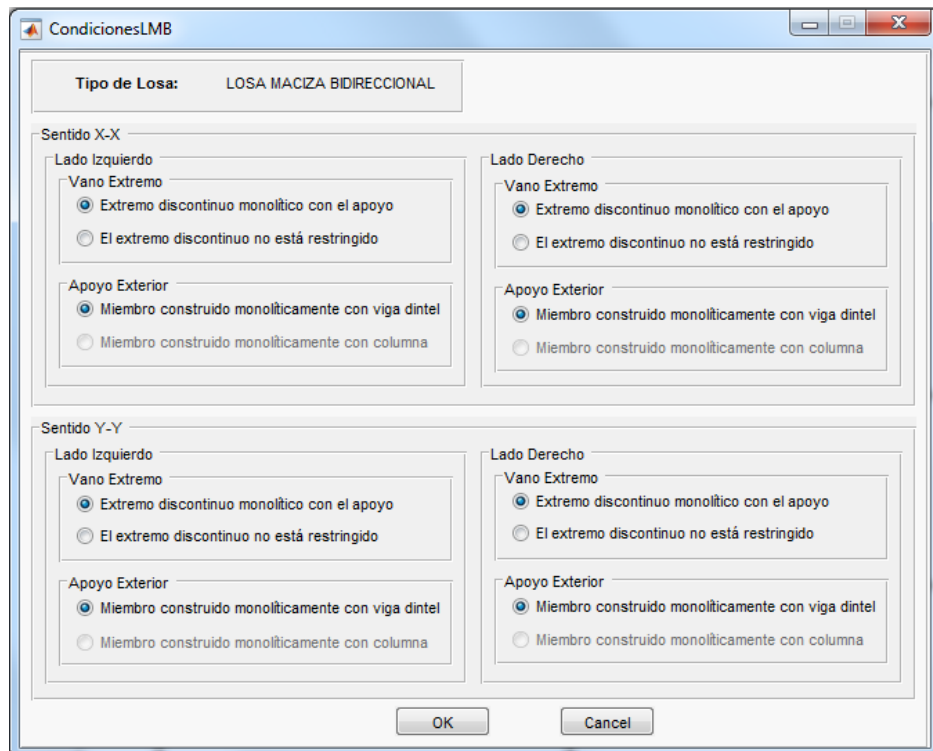 CondicionesLMB
Tipo de Losa: LOSA MACIZA BIDIRECCIONAL
Sentido X-X
Lado Izquierdo
Vano Extremo
Extremo discontinuo monolítico con el apoyo
El extremo discontinuo no está restringido
Apoyo Exterior
Miembro construido monolíticamente con viga dintel
Miembro construido monolíticamente con columna
Lado Derecho
Vano Extremo
Extremo discontinuo monolítico con el apoyo
El extremo discontinuo no está restringido
Apoyo Exterior
Miembro construido monolíticamente con viga dintel
Miembro construido monolíticamente con columna
Sentido Y-Y
Lado Izquierdo
Vano Extremo
Extremo discontinuo monolítico con el apoyo
El extremo discontinuo no está restringido
Apoyo Exterior
Miembro construido monolíticamente con viga dintel
Miembro construido monolíticamente con columna
Lado Derecho
Vano Extremo
Extremo discontinuo monolítico con el apoyo
El extremo discontinuo no está restringido
Apoyo Exterior
Miembro construido monolíticamente con viga dintel
Miembro construido monolíticamente con columna
OK
Cancel